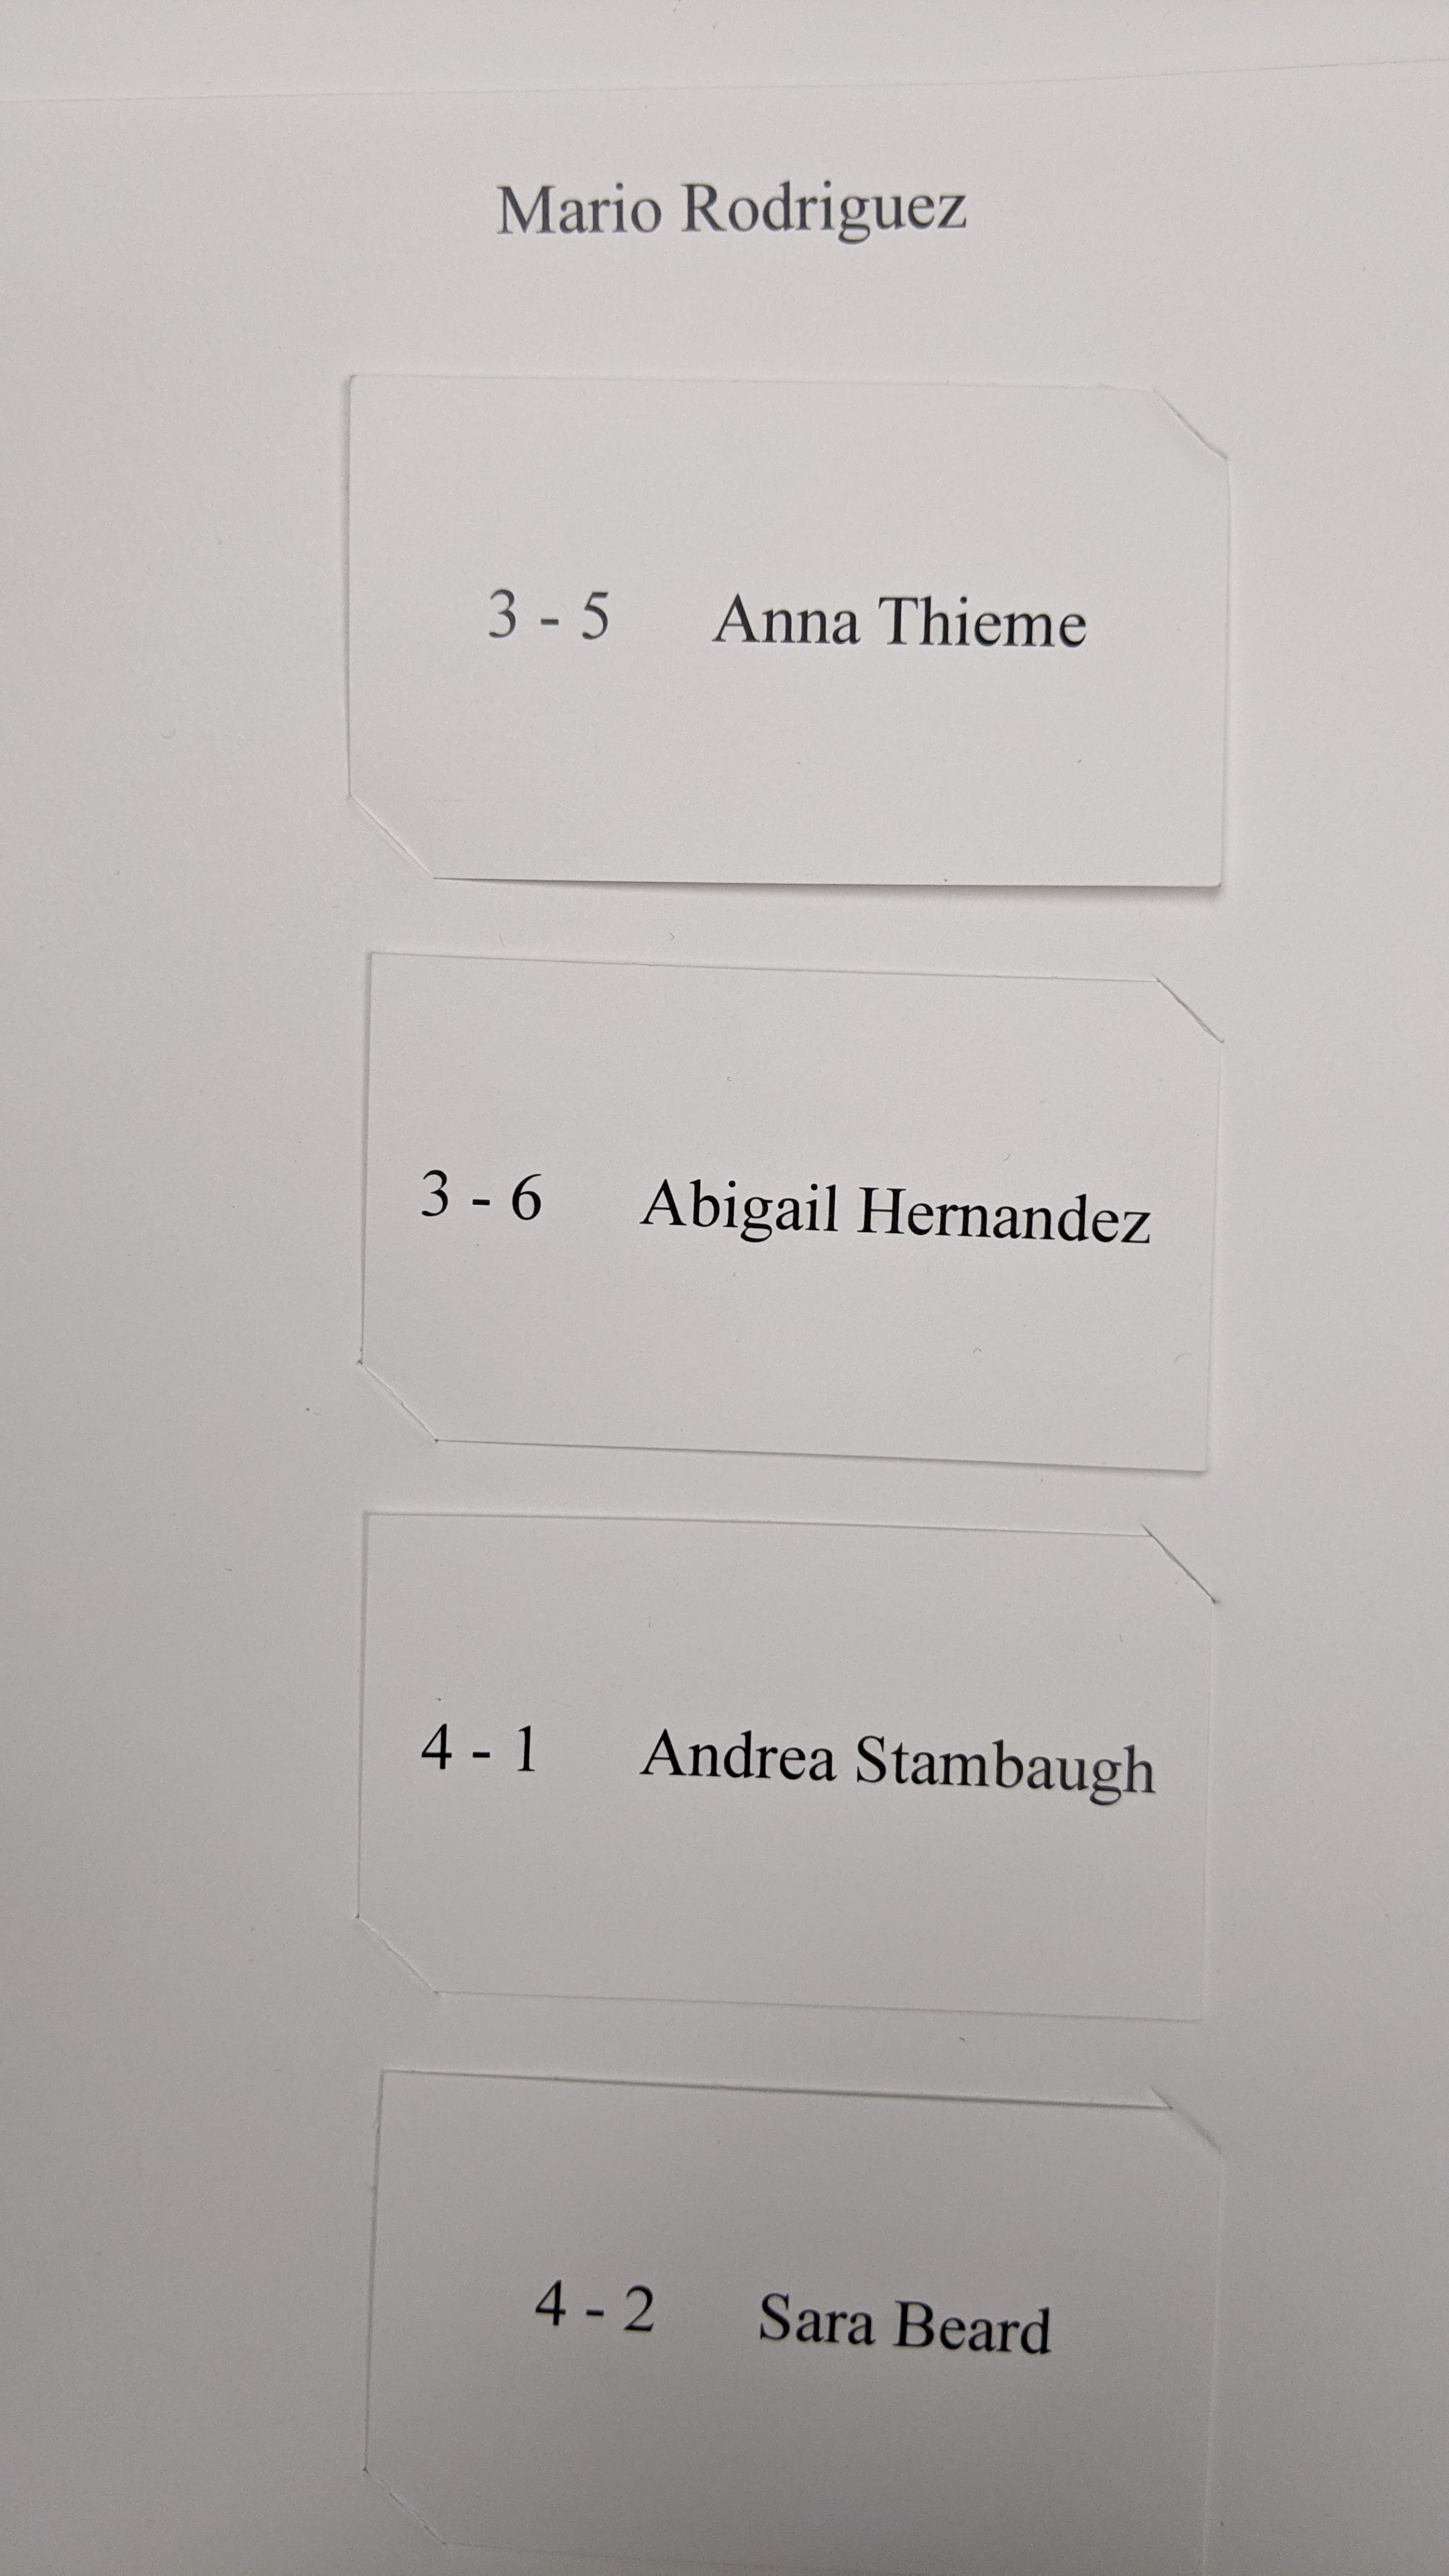 Mario Rodriguez
3 - 5 Anna Thieme
3 - 6 Abigail Hernandez
4 - 1 Andrea Stambaugh
4 - 2 Sara Beard